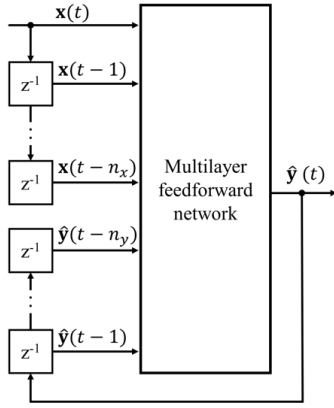 𝐱(𝑡)
z⁻¹
𝐱(𝑡 − 1)
⋮
z⁻¹
𝐱(𝑡 − 𝑛ₓ)
Multilayer
feedforward
network
ŷ (𝑡)
z⁻¹
ŷ(𝑡 − 𝑛_𝑦)
⋮
z⁻¹
ŷ(𝑡 − 1)